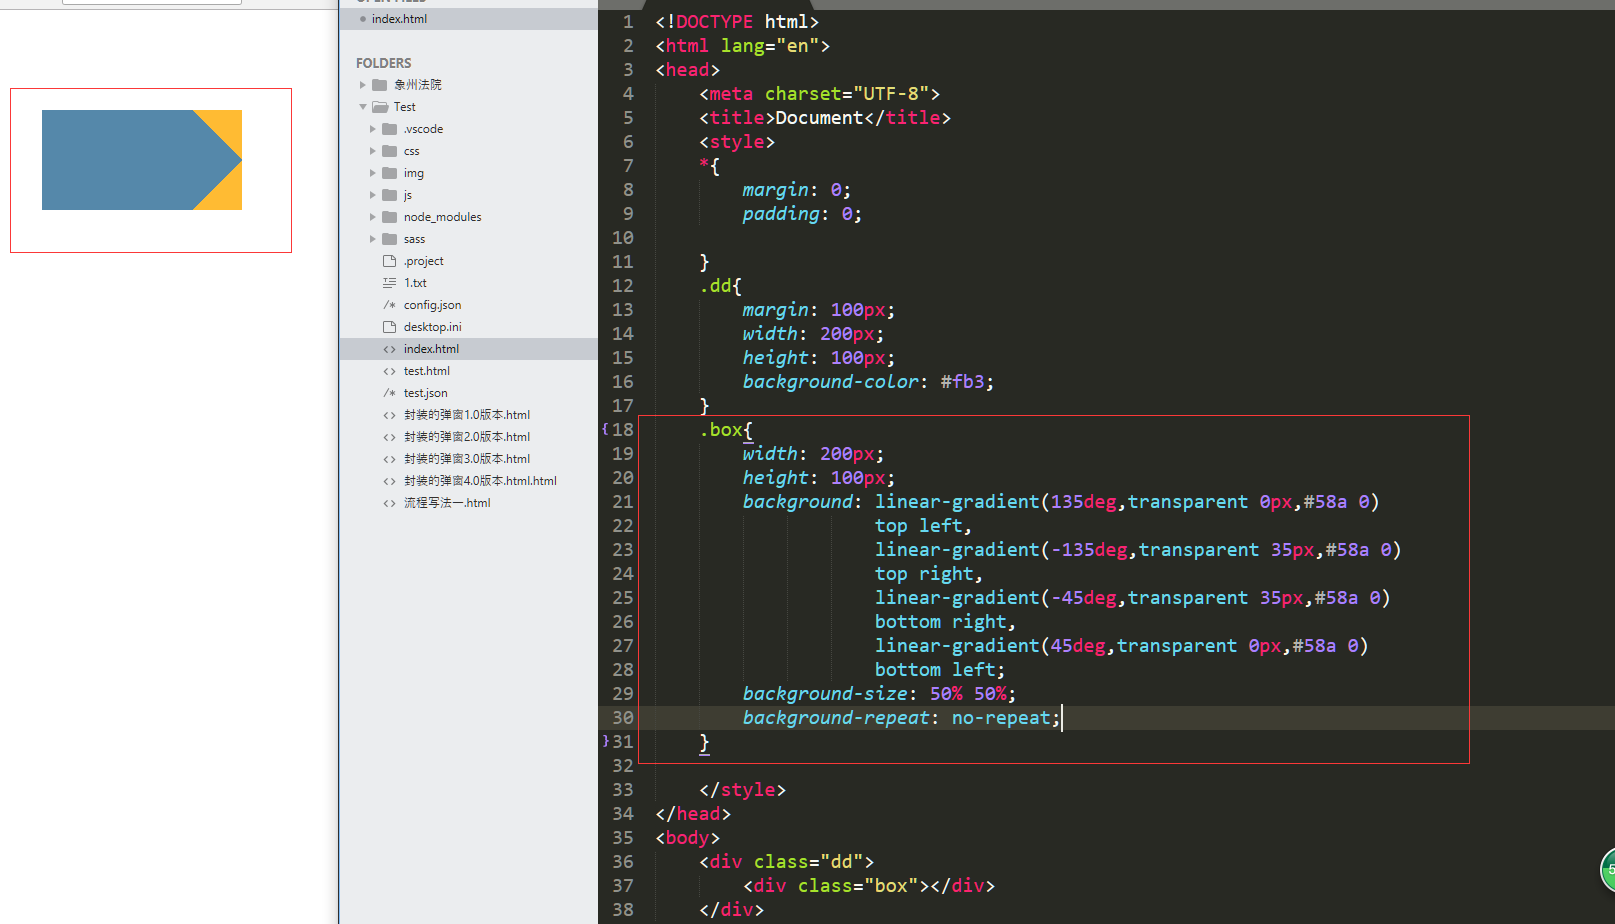 index.html
FOLDERS
象州法院
Test
.vscode
css
img
js
node_modules
sass
.project
1.txt
config.json
desktop.ini
index.html
test.html
test.json
封装的弹窗1.0版本.html
封装的弹窗2.0版本.html
封装的弹窗3.0版本.html
封装的弹窗4.0版本.html.html
流程写法一.html
1 <!DOCTYPE html>
2 <html lang="en">
3 <head>
4 <meta charset="UTF-8">
5 <title>Document</title>
6 <style>
7 *{
8 margin: 0;
9 padding: 0;
10
11 }
12 .dd{
13 margin: 100px;
14 width: 200px;
15 height: 100px;
16 background-color: #fb3;
17 }
18 .box{
19 width: 200px;
20 height: 100px;
21 background: linear-gradient(135deg,transparent 0px,#58a 0)
22 top left,
23 linear-gradient(-135deg,transparent 35px,#58a 0)
24 top right,
25 linear-gradient(-45deg,transparent 35px,#58a 0)
26 bottom right,
27 linear-gradient(45deg,transparent 0px,#58a 0)
28 bottom left;
29 background-size: 50% 50%;
30 background-repeat: no-repeat;
31 }
32
33 </style>
34 </head>
35 <body>
36 <div class="dd">
37 <div class="box"></div>
38 </div>